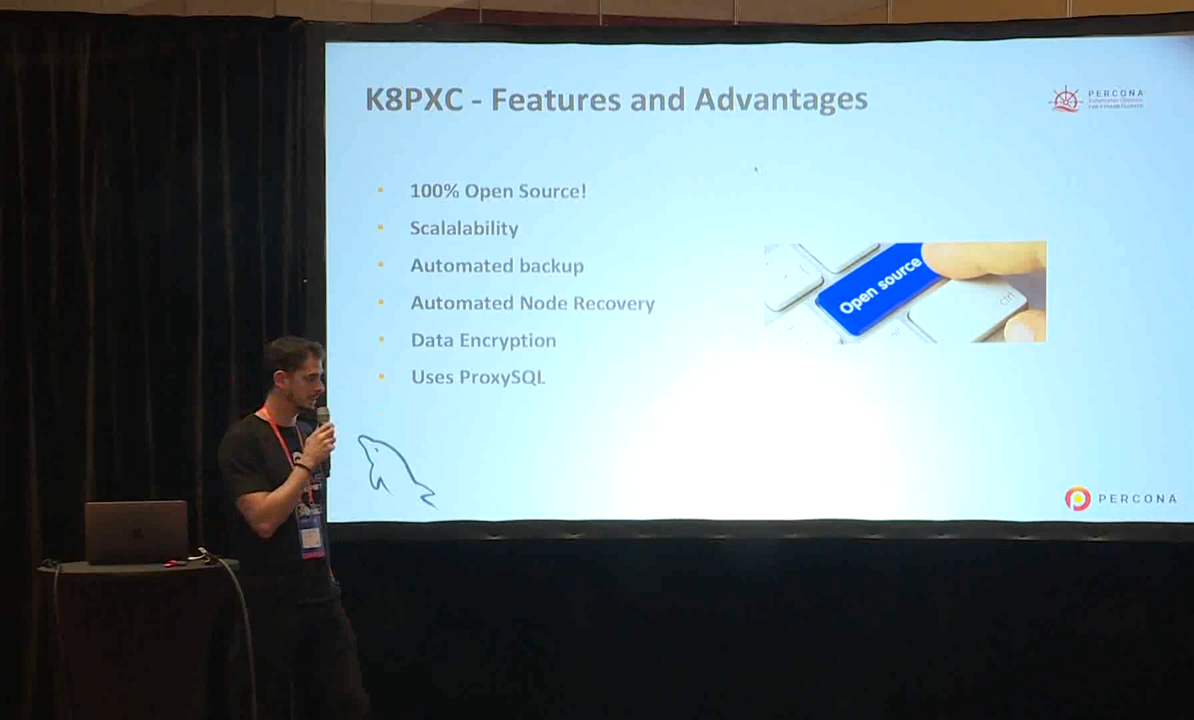 K8PXC - Features and Advantages
PERCONA
100% Open Source!
Scalalability
Automated backup
Automated Node Recovery
Data Encryption
Uses ProxySQL
Open source
Ctrl
PERCONA